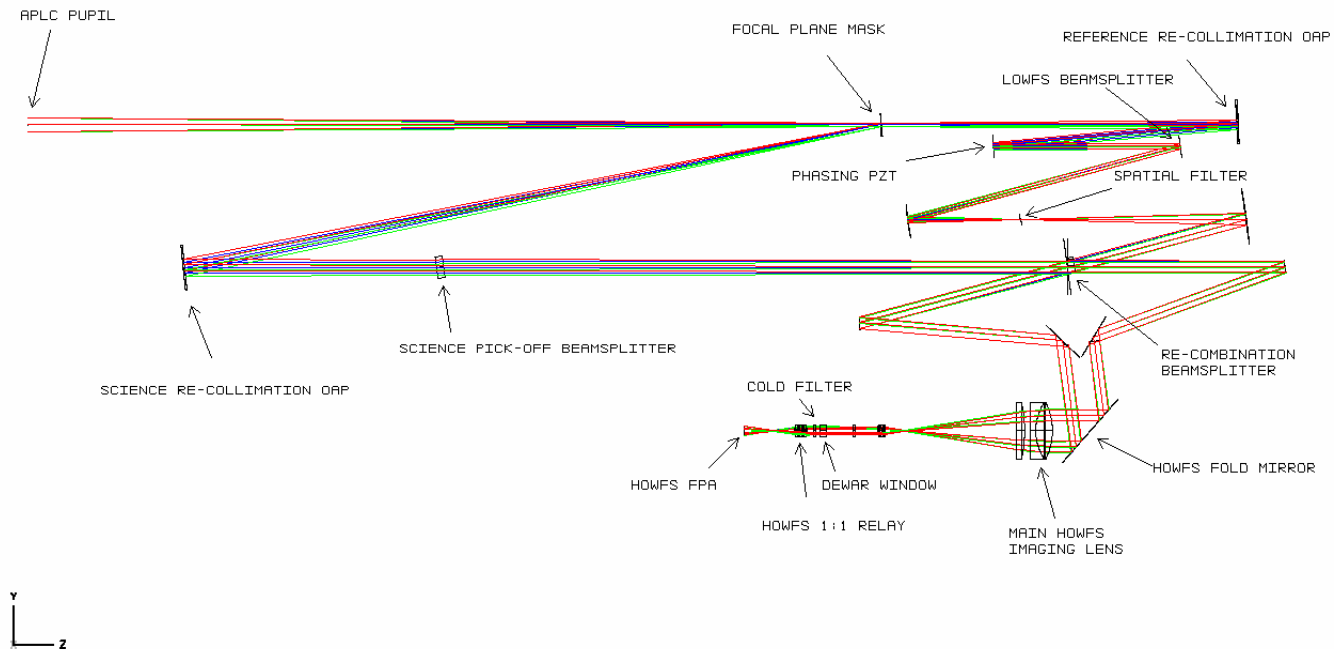 APLC PUPIL
FOCAL PLANE MASK
REFERENCE RE-COLLIMATION OAP
LOWFS BEAMSPLITTER
PHASING PZT
SPATIAL FILTER
SCIENCE PICK-OFF BEAMSPLITTER
RE-COMBINATION
BEAMSPLITTER
SCIENCE RE-COLLIMATION OAP
COLD FILTER
HOWFS FPA
DEWAR WINDOW
HOWFS FOLD MIRROR
HOWFS 1:1 RELAY
MAIN HOWFS
IMAGING LENS
Y
X
Z